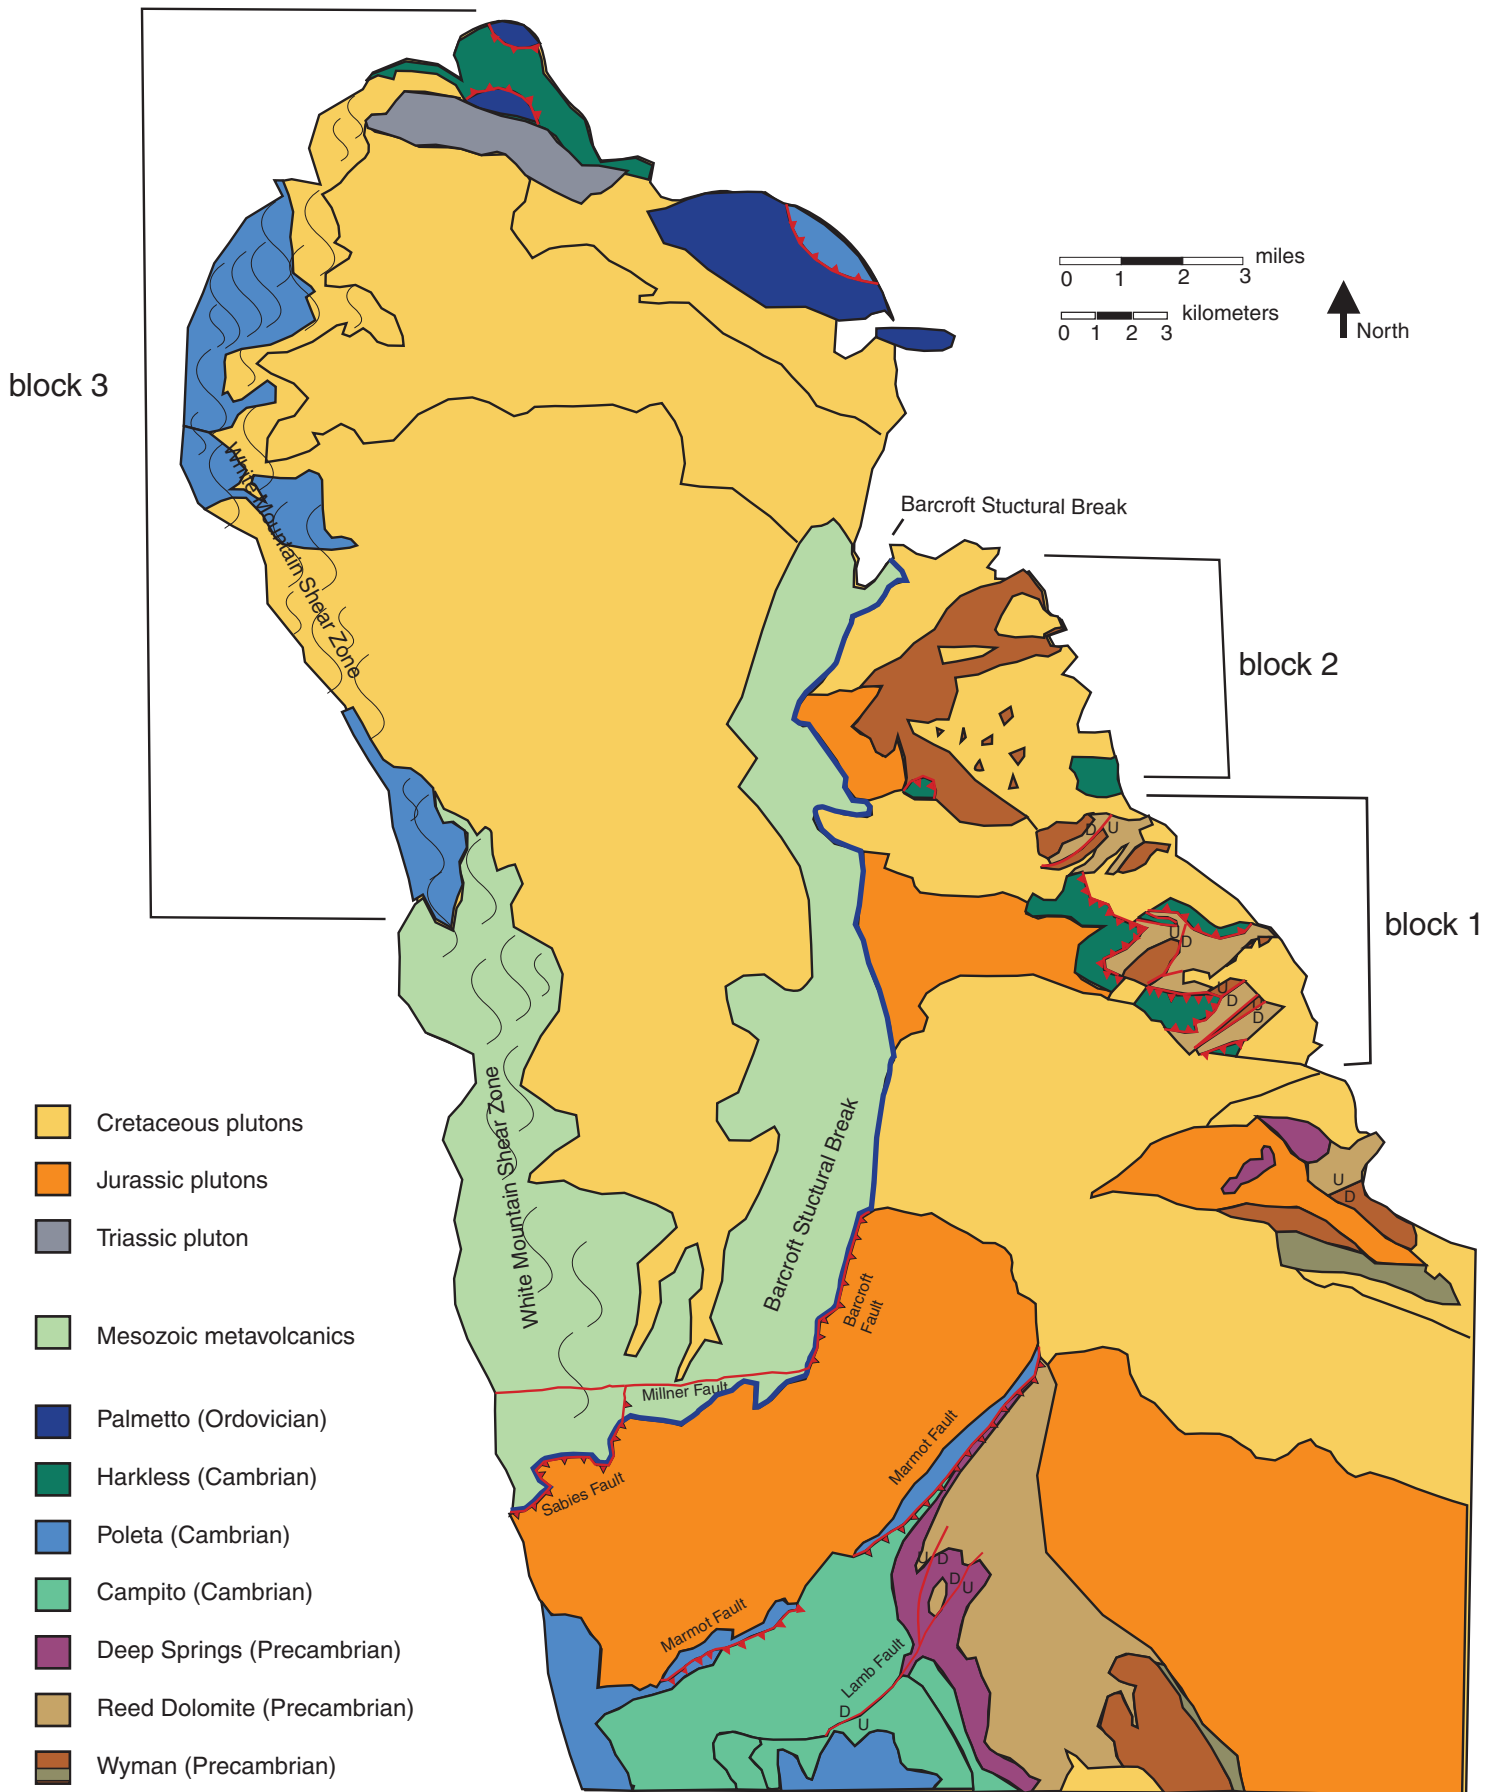 block 3
miles
0 1 2 3
kilometers
0 1 2 3
North
Barcroft Stuctural Break
block 2
block 1
White Mountain Shear Zone
D U
U D
U D
U D
U D
White Mountain Shear Zone
Barcroft Stuctural Break
Barcroft
Fault
Millner Fault
Sabies Fault
Marmot Fault
Marmot Fault
U D
D U
Lamb Fault
D U
Cretaceous plutons
Jurassic plutons
Triassic pluton
Mesozoic metavolcanics
Palmetto (Ordovician)
Harkless (Cambrian)
Poleta (Cambrian)
Campito (Cambrian)
Deep Springs (Precambrian)
Reed Dolomite (Precambrian)
Wyman (Precambrian)